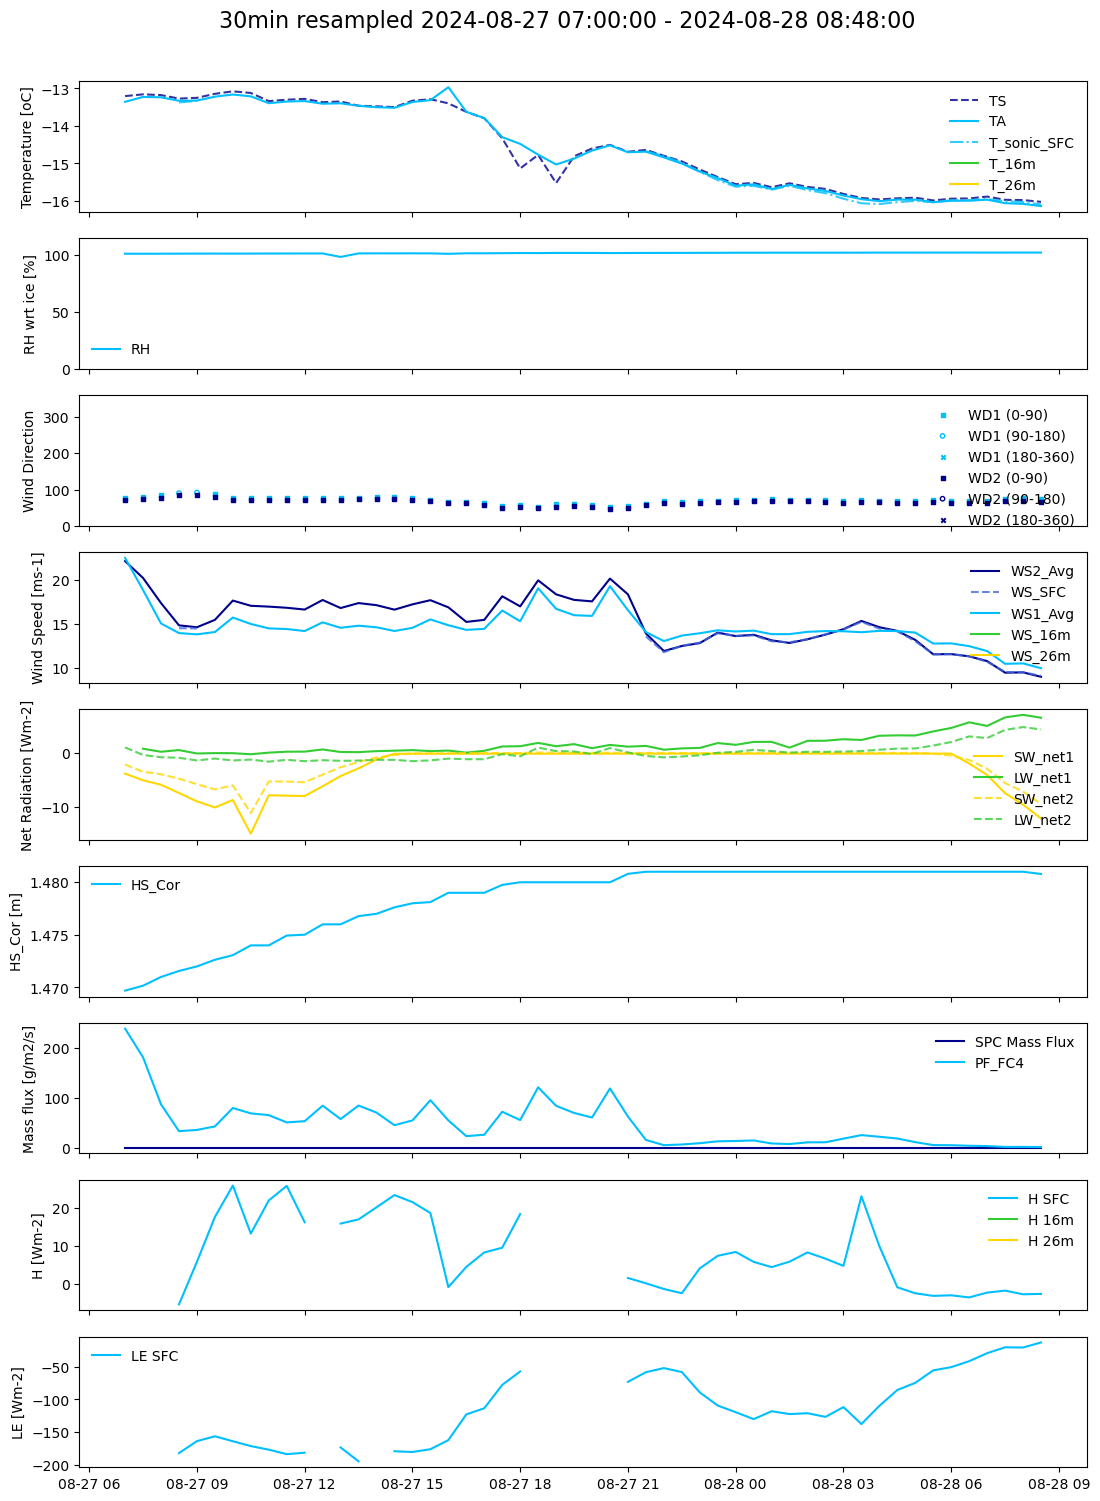 30min resampled 2024-08-27 07:00:00 - 2024-08-28 08:48:00
Temperature [oC]
−13
−14
−15
−16
TS
TA
T_sonic_SFC
T_16m
T_26m
RH wrt ice [%]
100
50
0
RH
Wind Direction
300
200
100
0
WD1 (0-90)
WD1 (90-180)
WD1 (180-360)
WD2 (0-90)
WD2 (90-180)
WD2 (180-360)
Wind Speed [ms-1]
20
15
10
WS2_Avg
WS_SFC
WS1_Avg
WS_16m
WS_26m
Net Radiation [Wm-2]
0
−10
SW_net1
LW_net1
SW_net2
LW_net2
HS_Cor [m]
1.480
1.475
1.470
HS_Cor
Mass flux [g/m2/s]
200
100
0
SPC Mass Flux
PF_FC4
H [Wm-2]
20
10
0
H SFC
H 16m
H 26m
LE [Wm-2]
−50
−100
−150
−200
LE SFC
08-27 06 08-27 09 08-27 12 08-27 15 08-27 18 08-27 21 08-28 00 08-28 03 08-28 06 08-28 09